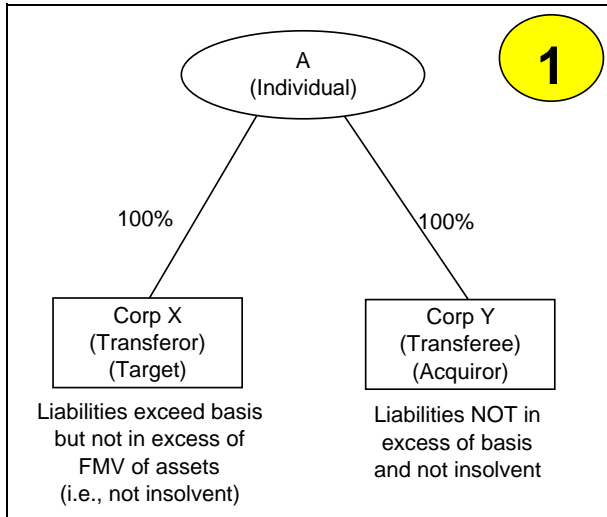 A
(Individual)
1
100%
100%
Corp X
(Transferor)
(Target)
Corp Y
(Transferee)
(Acquiror)
Liabilities exceed basis
but not in excess of
FMV of assets
(i.e., not insolvent)
Liabilities NOT in
excess of basis
and not insolvent